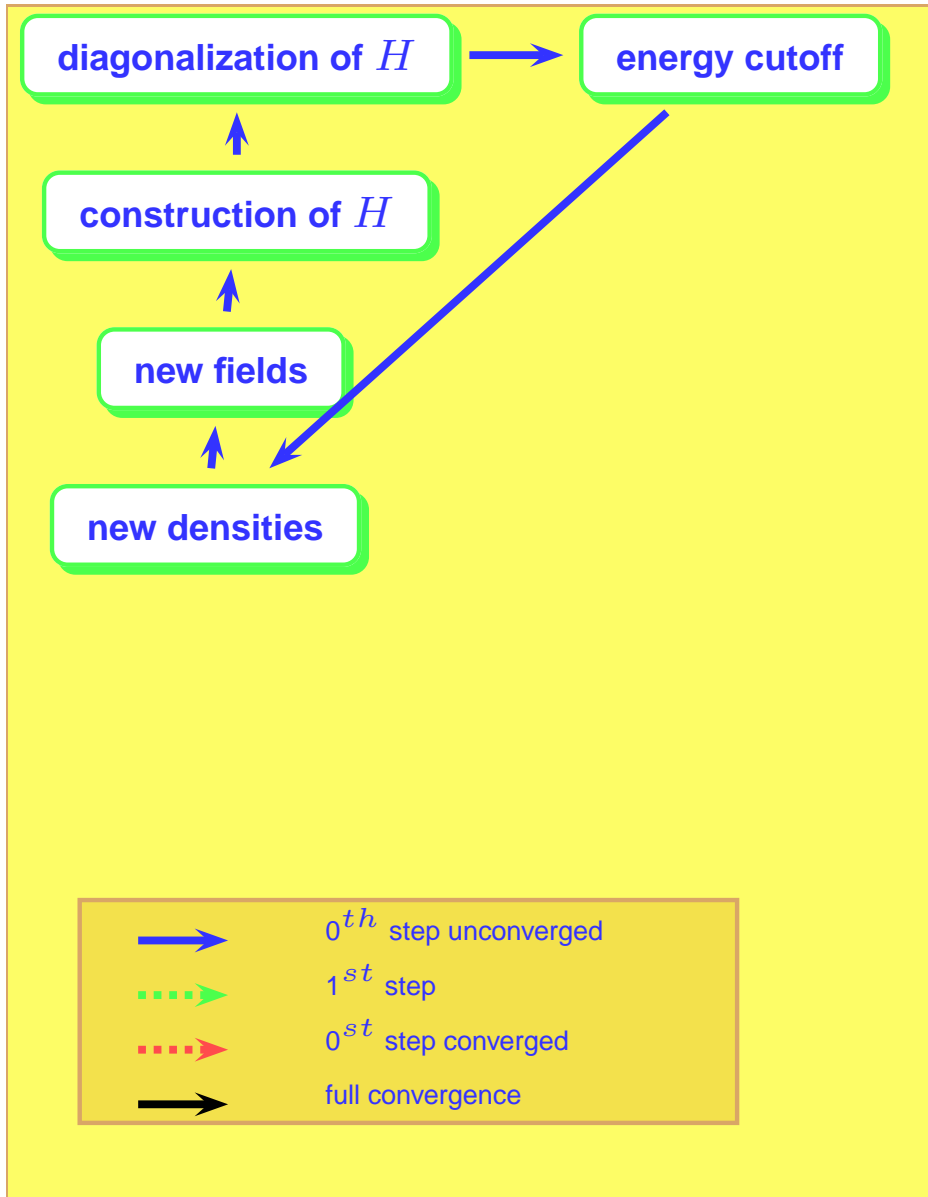 diagonalization of H
energy cutoff
construction of H
new fields
new densities
0th step unconverged
1st step
0st step converged
full convergence